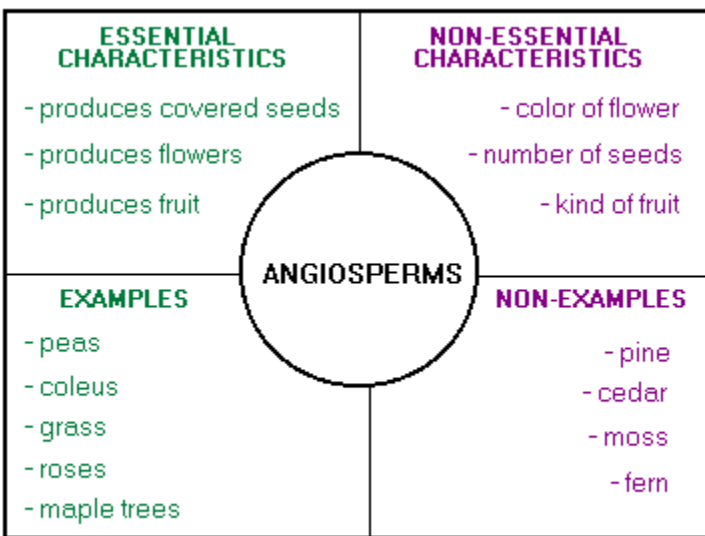 ESSENTIAL
CHARACTERISTICS
- produces covered seeds
- produces flowers
- produces fruit
NON-ESSENTIAL
CHARACTERISTICS
- color of flower
- number of seeds
- kind of fruit
ANGIOSPERMS
EXAMPLES
- peas
- coleus
- grass
- roses
- maple trees
NON-EXAMPLES
- pine
- cedar
- moss
- fern